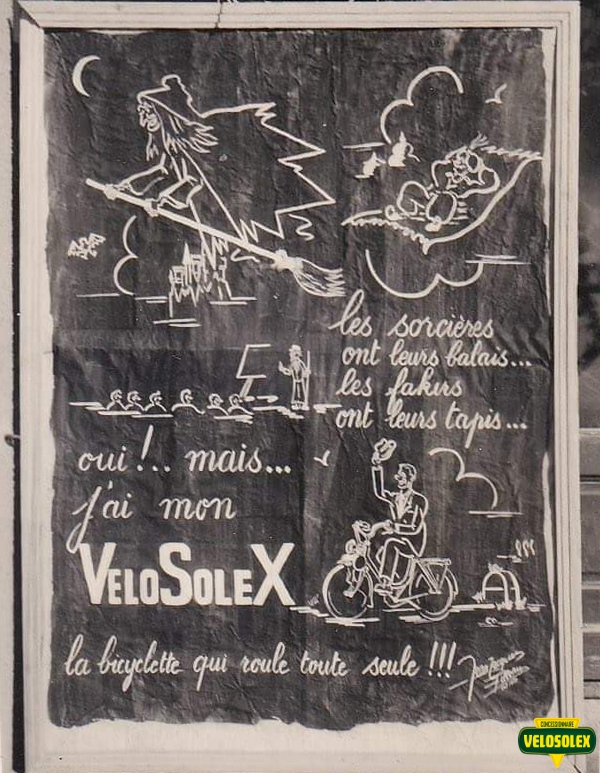 les sorcières
ont leurs balais...
les fakirs
ont leurs tapis...
oui!.. mais...
j'ai mon
VELOSOLEX
la bicyclette qui roule toute seule !!!
CONCESSIONNAIRE
VELOSOLEX